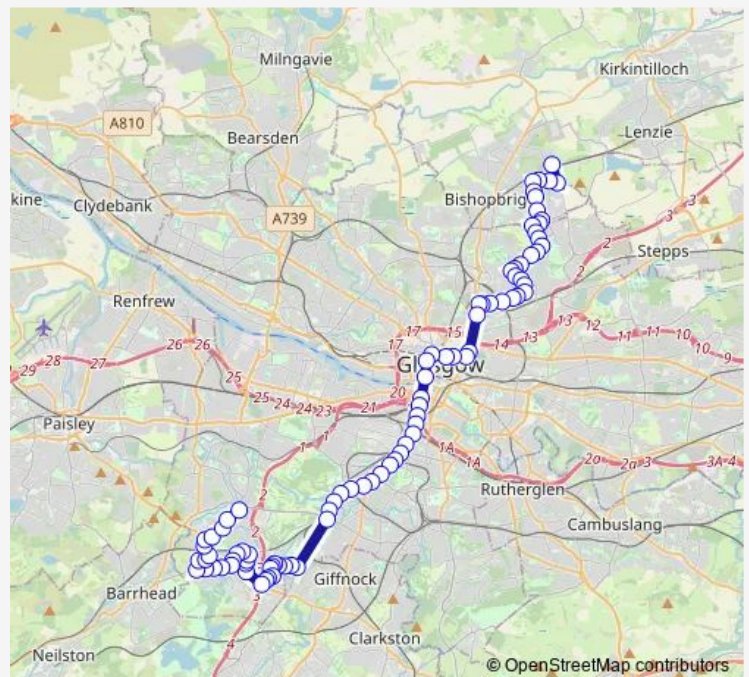 Milngavie
Kirkintilloch
A810
Bearsden
Lenzie
kine
Clydebank
Bishopbrig
A739
3
3
2
Stepps
2
Renfrew
17
15
13
12
11
10
10
9
14
13
17
26
26
Glasgow
29
28
27
25
20
25
24
24
23
21
Paisley
1
1
1A
1A
2a
2a
3
3A
4
2
Rutherglen
2
Cambuslang
Barrhead
3
Giffnock
4
Clarkston
Neilston
© OpenStreetMap contributors